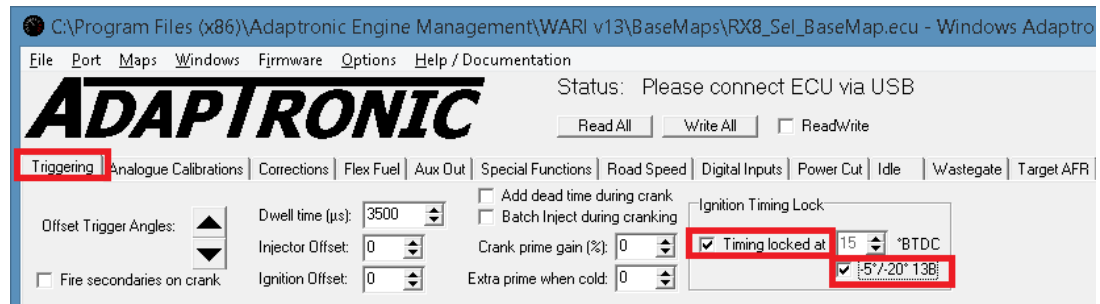 C:\Program Files (x86)\Adaptronic Engine Management\WARI v13\BaseMaps\RX8_Sel_BaseMap.ecu - Windows Adaptro
File Port Maps Windows Firmware Options Help / Documentation
ADAPTRONIC
Status: Please connect ECU via USB
Read All Write All ReadWrite
Triggering Analogue Calibrations Corrections Flex Fuel Aux Out Special Functions Road Speed Digital Inputs Power Cut Idle Wastegate Target AFR
Offset Trigger Angles:
Fire secondaries on crank
Dwell time (µs): 3500
Injector Offset: 0
Ignition Offset: 0
Add dead time during crank
Batch Inject during cranking
Crank prime gain (%): 0
Extra prime when cold: 0
Ignition Timing Lock
Timing locked at 15 °BTDC
-5°/-20° 13B